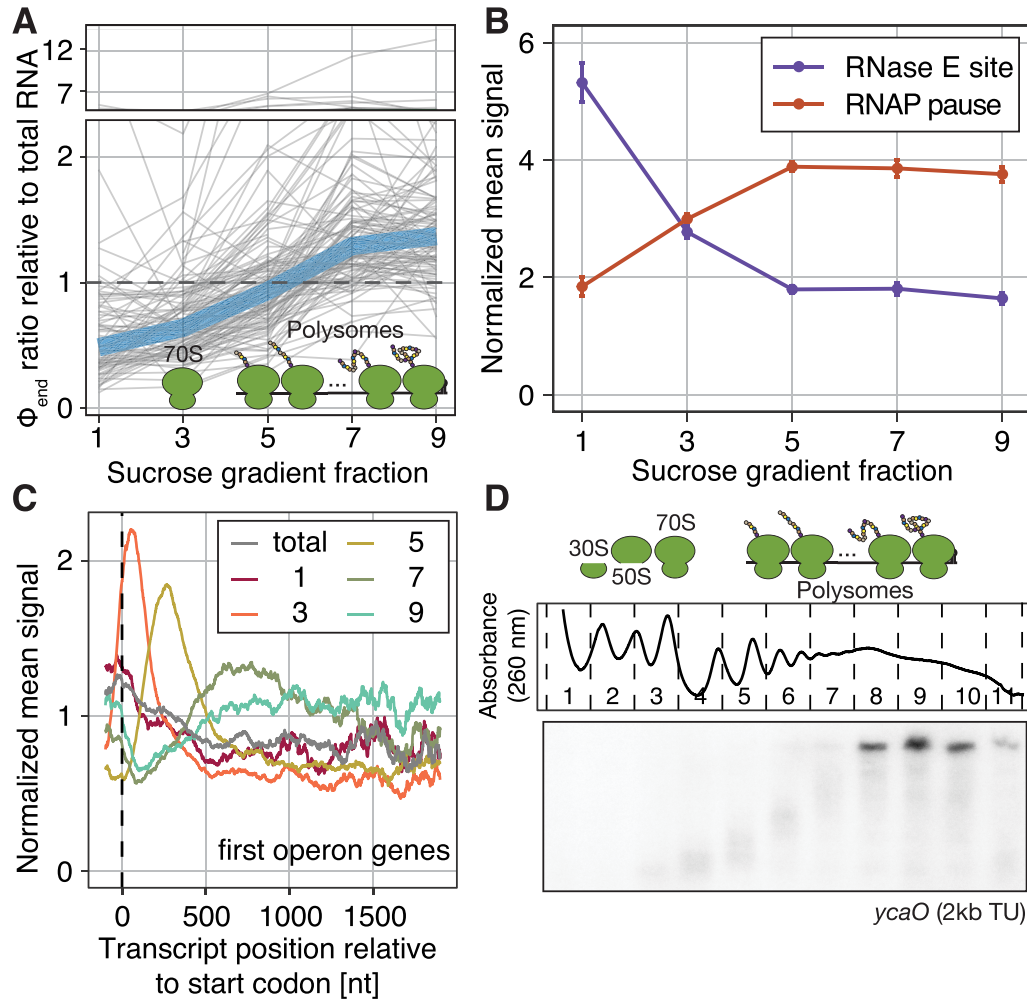 A
Φend ratio relative to total RNA
12
7
2
1
0
70S
Polysomes
...
1 3 5 7 9
Sucrose gradient fraction
B
Normalized mean signal
6
4
2
0
RNase E site
RNAP pause
1 3 5 7 9
Sucrose gradient fraction
C
Normalized mean signal
2
1
0
total 5
1 7
3 9
first operon genes
0 500 1000 1500
Transcript position relative
to start codon [nt]
D
70S
30S
50S
...
Polysomes
Absorbance
(260 nm)
1 2 3 4 5 6 7 8 9 10 11
ycaO (2kb TU)